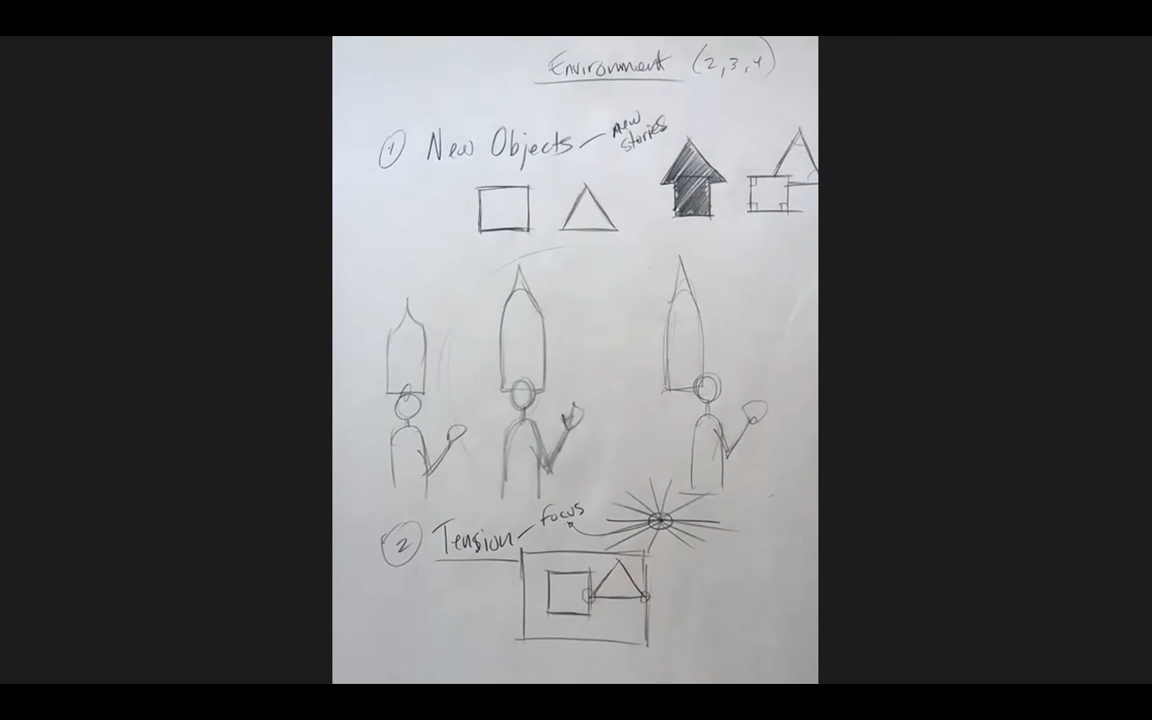 Environment (2,3,4)
1 New Objects - new
stories
2 Tension - focus